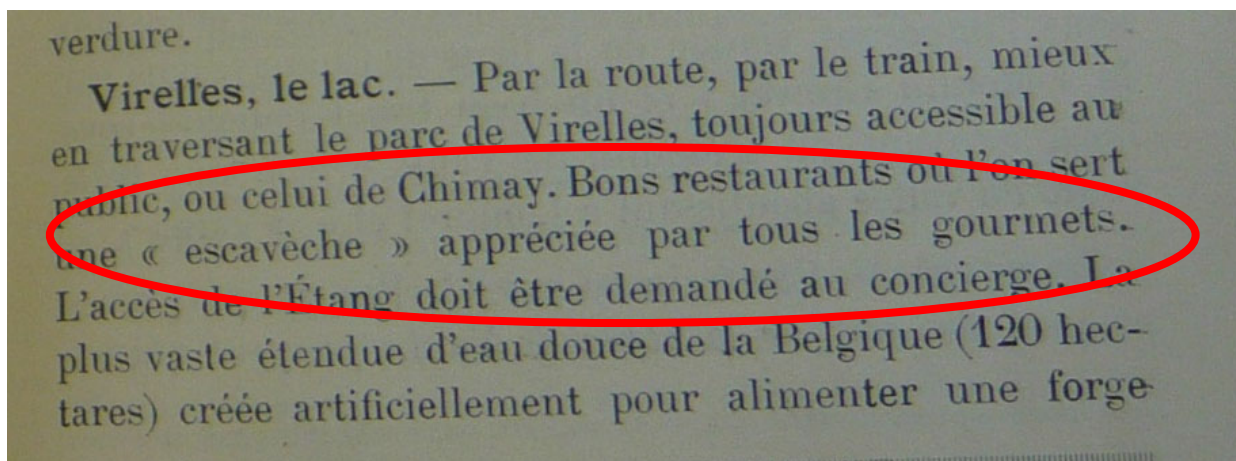 verdure.
Virelles, le lac. — Par la route, par le train, mieux
en traversant le parc de Virelles, toujours accessible au
public, ou celui de Chimay. Bons restaurants où l'on sert
une « escavèche » appréciée par tous les gourmets.
L'accès de l'Étang doit être demandé au concierge. La
plus vaste étendue d'eau douce de la Belgique (120 hec-
tares) créée artificiellement pour alimenter une forge